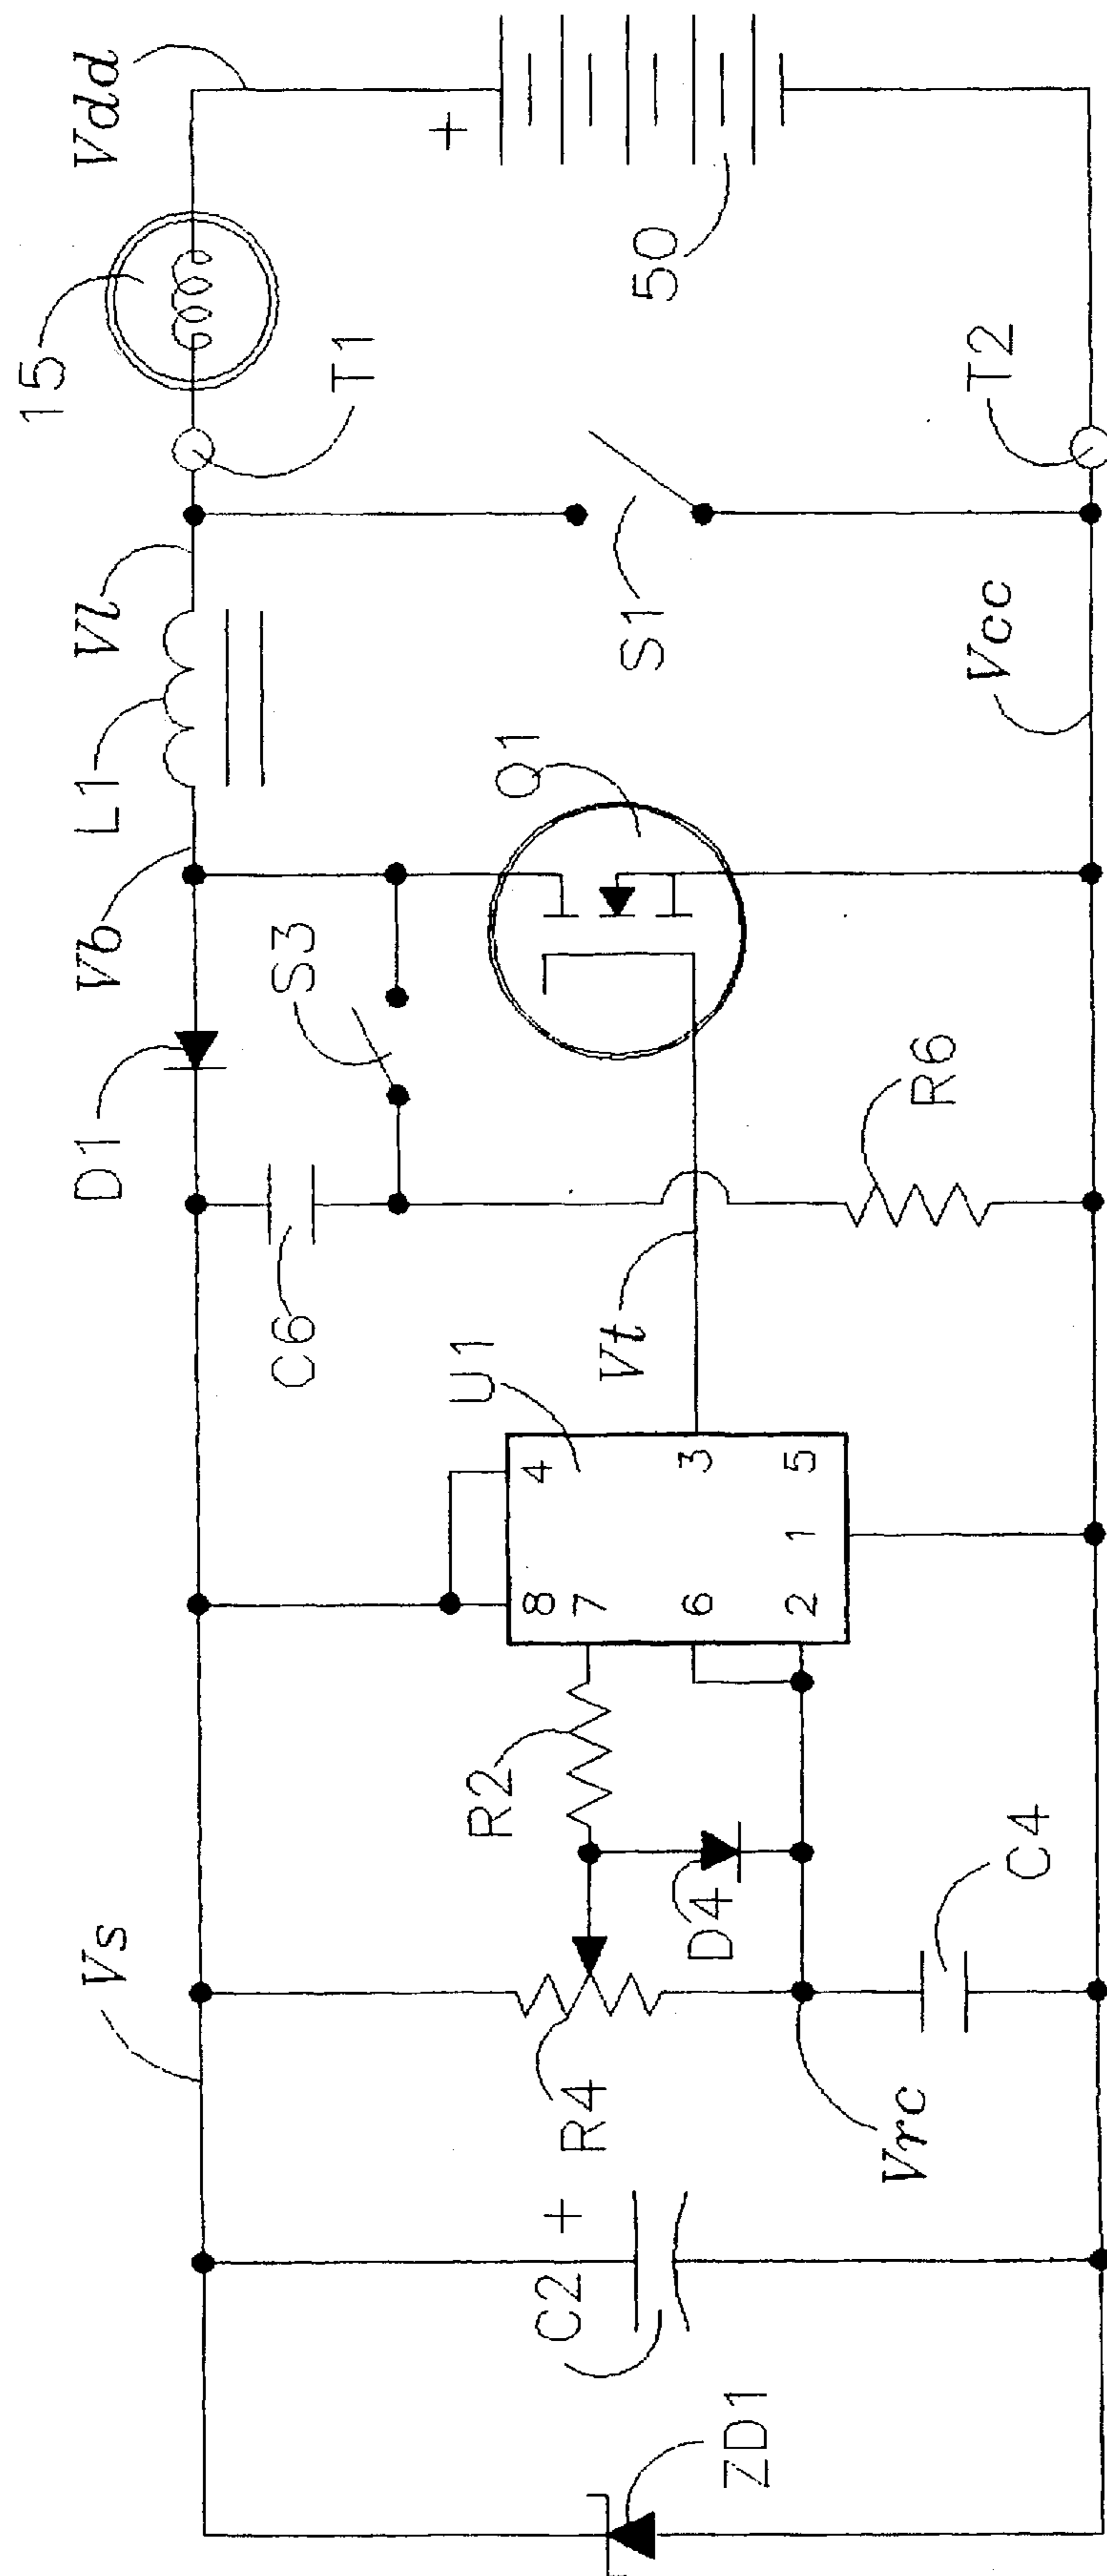 Vdd
15
+
50
T1
T2
Vl
L1
S1
Vcc
Vb
Q1
S3
D1
R6
C6
Vt
U1
4
3
5
8
7
6
2
1
R2
D4
C4
Vs
R4
Vrc
C2
+
ZD1